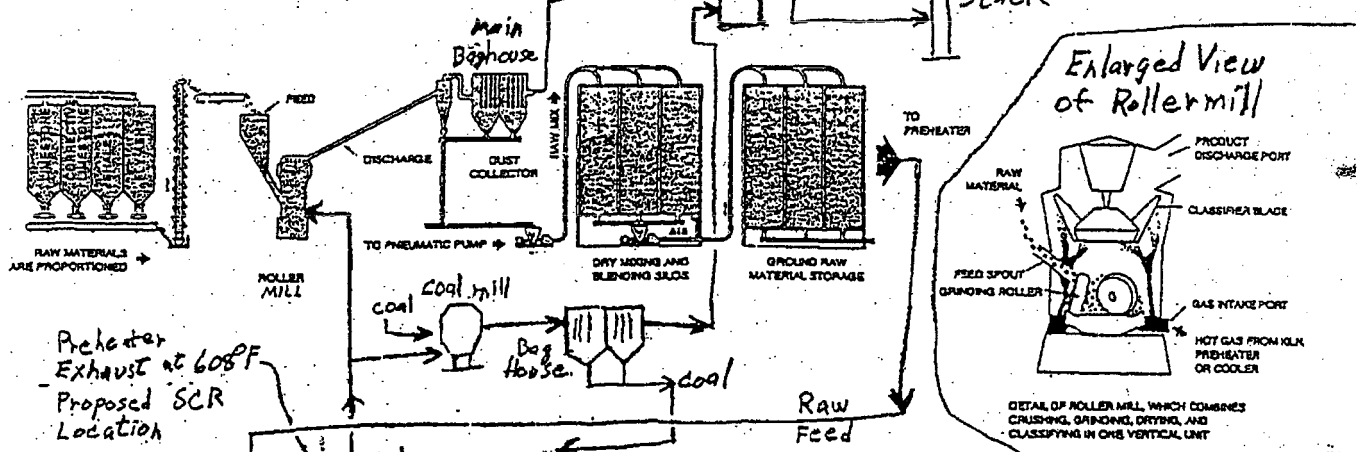 Stack
Main
Baghouse
Enlarged View
of Rollermill
FEED
DISCHARGE
DUST
COLLECTOR
RAW MIX →
TO
PREHEATER
PRODUCT
DISCHARGE PORT
RAW
MATERIAL
CLASSIFIER BLADE
FEED SPOUT
GRINDING ROLLER
GAS INTAKE PORT
HOT GAS FROM KILN,
PREHEATER
OR COOLER
RAW MATERIALS
ARE PROPORTIONED →
ROLLER
MILL
TO PNEUMATIC PUMP →
AIR
DRY MIXING AND
BLENDING SILOS
GROUND RAW
MATERIAL STORAGE
coal
coal mill
Bag
House.
coal
Preheater
Exhaust at 608°F
Proposed SCR
Location
Raw
Feed
DETAIL OF ROLLER MILL, WHICH COMBINES
CRUSHING, GRINDING, DRYING, AND
CLASSIFYING IN ONE VERTICAL UNIT